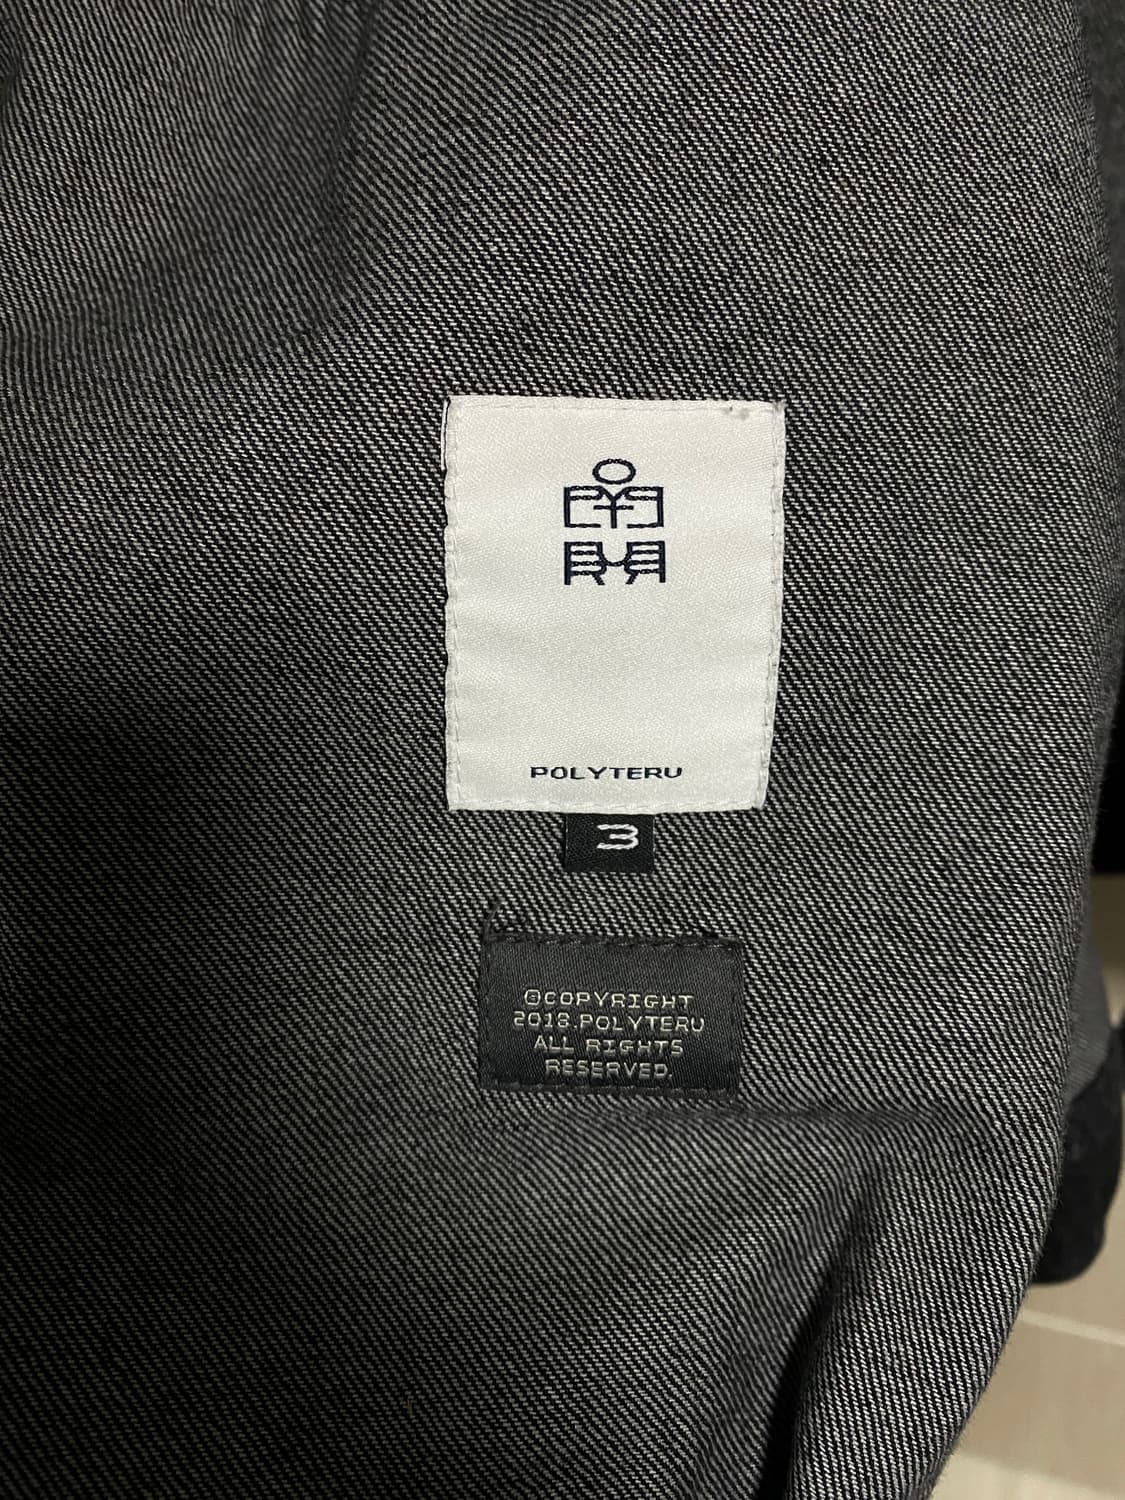 POLYTERU
3
©COPYRIGHT
2018.POLYTERU
ALL RIGHTS
RESERVED.